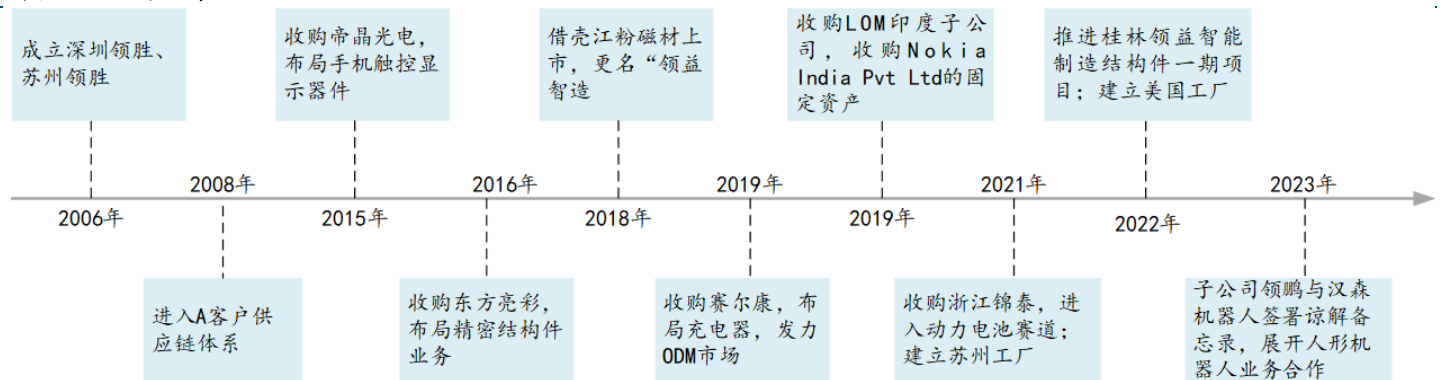 成立深圳领胜、
苏州领胜
收购帝晶光电，
布局手机触控显
示器件
借壳江粉磁材上
市，更名“领益
智造
收购LOM印度子公
司，收购Nokia
India Pvt Ltd的固
定资产
推进桂林领益智能
制造结构件一期项
目；建立美国工厂
2008年
2016年
2019年
2021年
2023年
2006年
2015年
2018年
2019年
2022年
进入A客户供
应链体系
收购东方亮彩，
布局精密结构件
业务
收购赛尔康，布
局充电器，发力
ODM市场
收购浙江锦泰，进
入动力电池赛道；
建立苏州工厂
子公司领鹏与汉森
机器人签署谅解备
忘录，展开人形机
器人业务合作